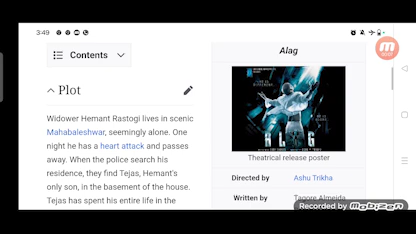 3:49
Contents
Alag
Plot
Widower Hemant Rastogi lives in scenic
Mahabaleshwar, seemingly alone. One
night he has a heart attack and passes
away. When the police search his
residence, they find Tejas, Hemant's
only son, in the basement of the house.
Tejas has spent his entire life in the
ALAG
Theatrical release poster
Directed by Ashu Trikha
Written by Tagore Almeida
Recorded by Mobizen